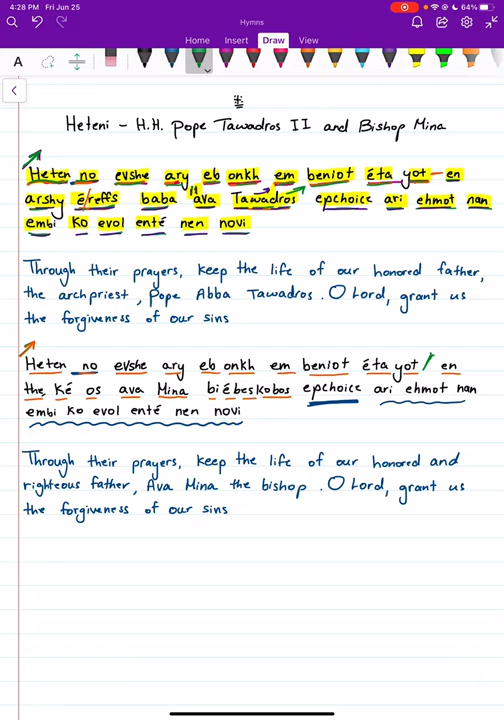 4:28 PM Fri Jun 25 64%
Hymns
Home Insert Draw View
A
Heteni - H.H. Pope Tawadros II and Bishop Mina
Heten no evshe ary eb onkh em beniot éta yot - en
arshy é/reffs baba " ava Tawadros epchoice ari ehmot nan
embi ko evol enté nen novi
Through their prayers, keep the life of our honored father,
the archpriest, Pope Abba Tawadros. O Lord, grant us
the forgiveness of our sins
Heten no evshe ary eb onkh em beniot éta yot / en
the ké os ava Mina biébeskobos epchoice ari ehmot nan
embi ko evol enté nen novi
Through their prayers, keep the life of our honored and
righteous father, Ava Mina the bishop. O Lord, grant us
the forgiveness of our sins